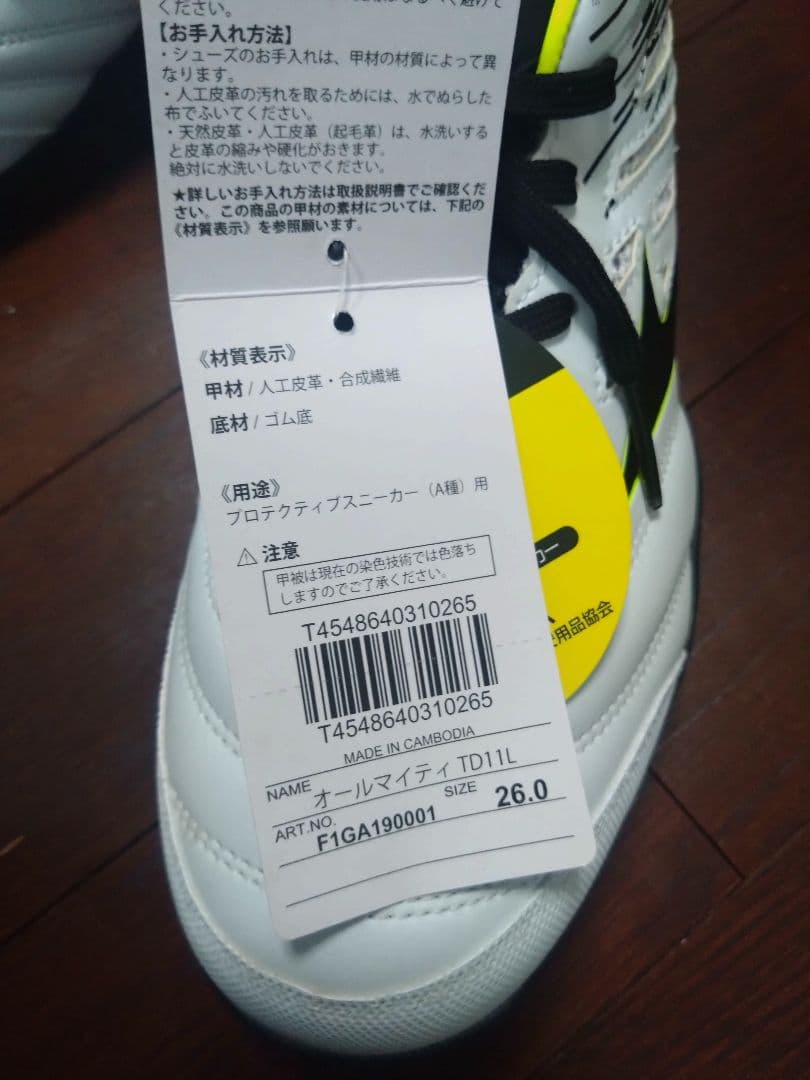 ください。
【お手入れ方法】
・シューズのお手入れは、甲材の材質によって異
なります。
・人工皮革の汚れを取るためには、水でぬらした
布でふいてください。
・天然皮革・人工皮革（起毛革）は、水洗いする
と皮革の縮みや硬化がおきます。
絶対に水洗いしないでください。
★詳しいお手入れ方法は取扱説明書でご確認くだ
さい。この商品の甲材の素材については、下記の
《材質表示》を参照願います。
《材質表示》
甲材 / 人工皮革・合成繊維
底材 / ゴム底
《用途》
プロテクティブスニーカー（A種）用
⚠ 注意
甲被は現在の染色技術では色落ち
しますのでご了承ください。
T4548640310265
T4548640310265
MADE IN CAMBODIA
NAME オールマイティ TD11L
ART.NO. F1GA190001 SIZE 26.0
カー
用品協会